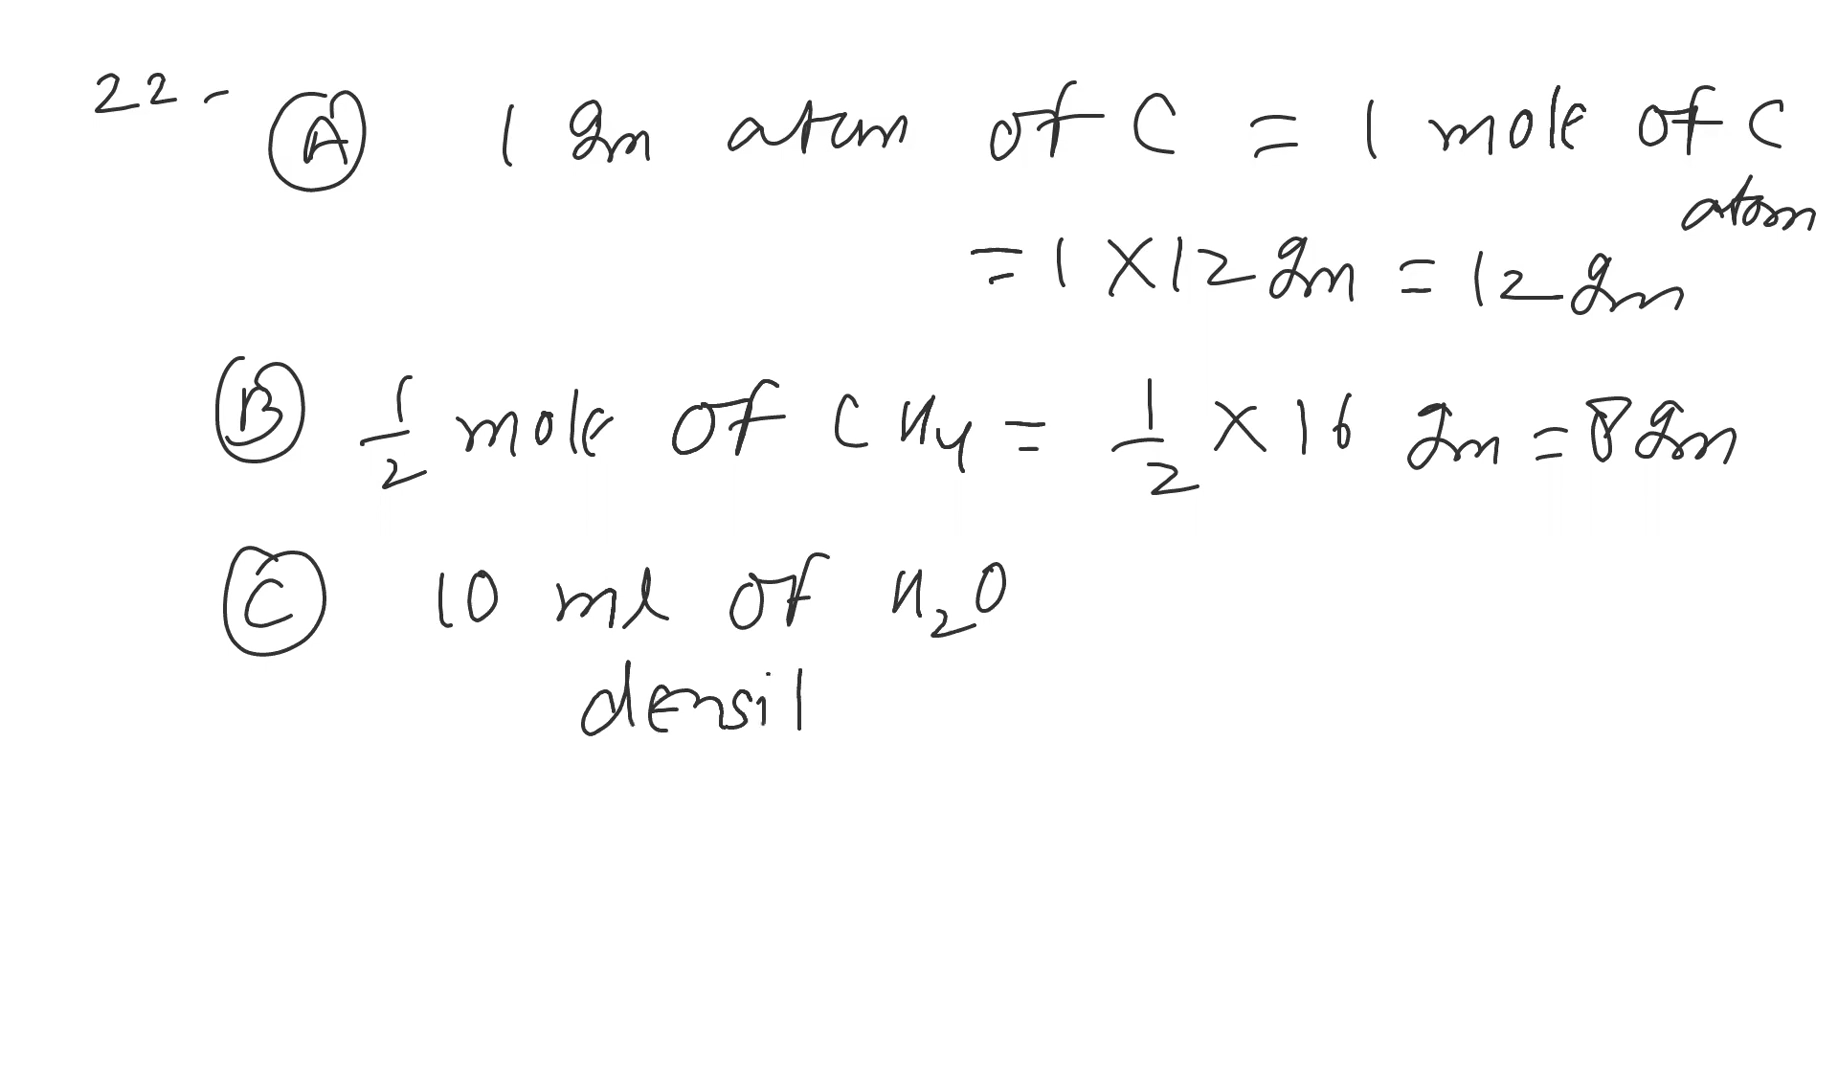 22- (A) 1 gm atom of C = 1 mole of C
atom
= 1 X 12 gm = 12 gm
(B) 1/2 mole of CH4 = 1/2 X 16 gm = 8 gm
(C) 10 ml of H2O
densil